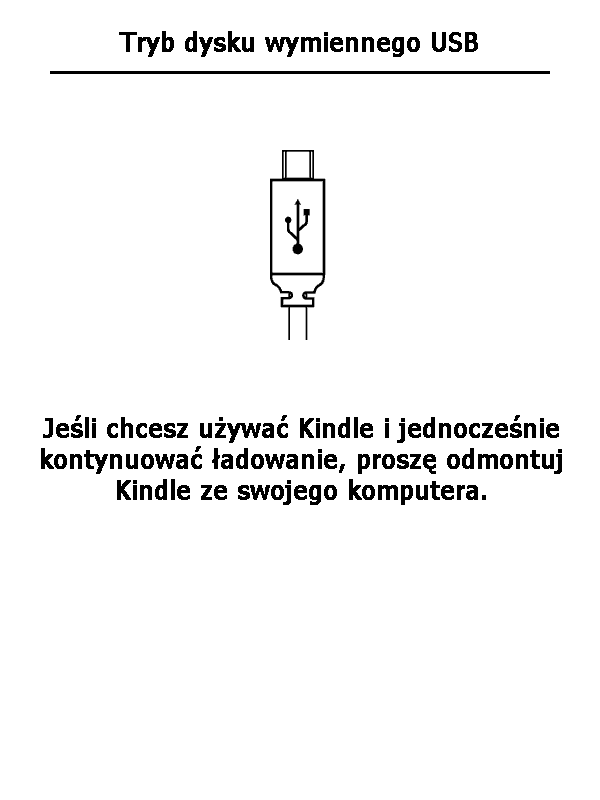 Tryb dysku wymiennego USB
Jeśli chcesz używać Kindle i jednocześnie
kontynuować ładowanie, proszę odmontuj
Kindle ze swojego komputera.